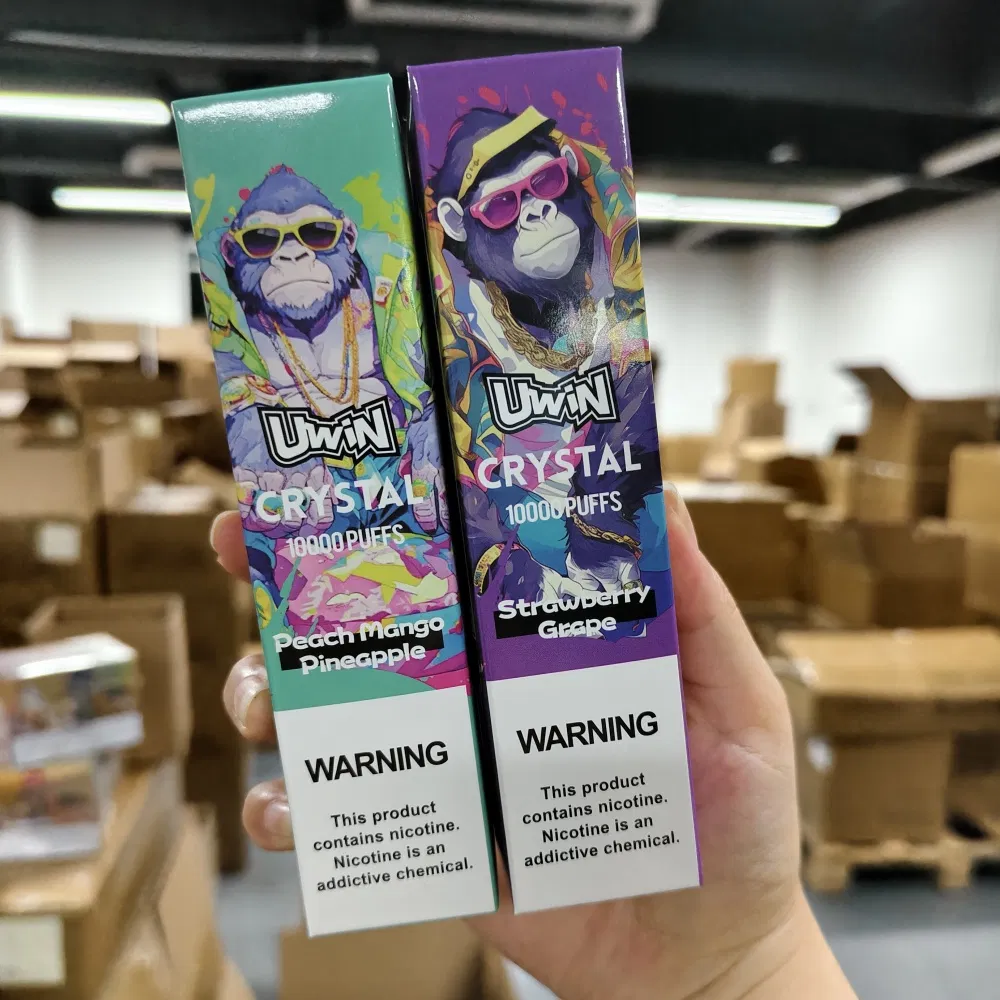 UWiN
CRYSTAL
10000 PUFFS
Peach Mango
Pineapple
WARNING
This product
contains nicotine.
Nicotine is an
addictive chemical.
UWiN
CRYSTAL
10000 PUFFS
Strawberry
Grape
WARNING
This product
contains nicotine.
Nicotine is an
addictive chemical.